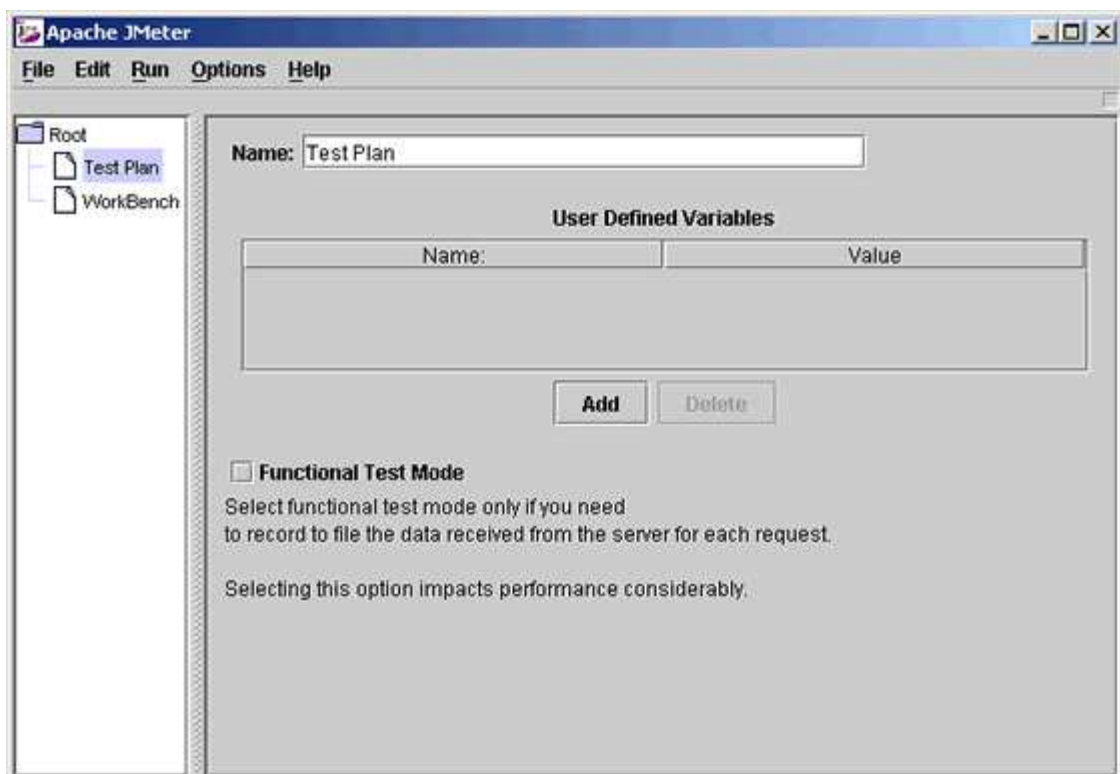 Apache JMeter
File Edit Run Options Help
Root
Test Plan
WorkBench
Name: Test Plan
User Defined Variables
Name: Value
Add Delete
Functional Test Mode
Select functional test mode only if you need
to record to file the data received from the server for each request.
Selecting this option impacts performance considerably.